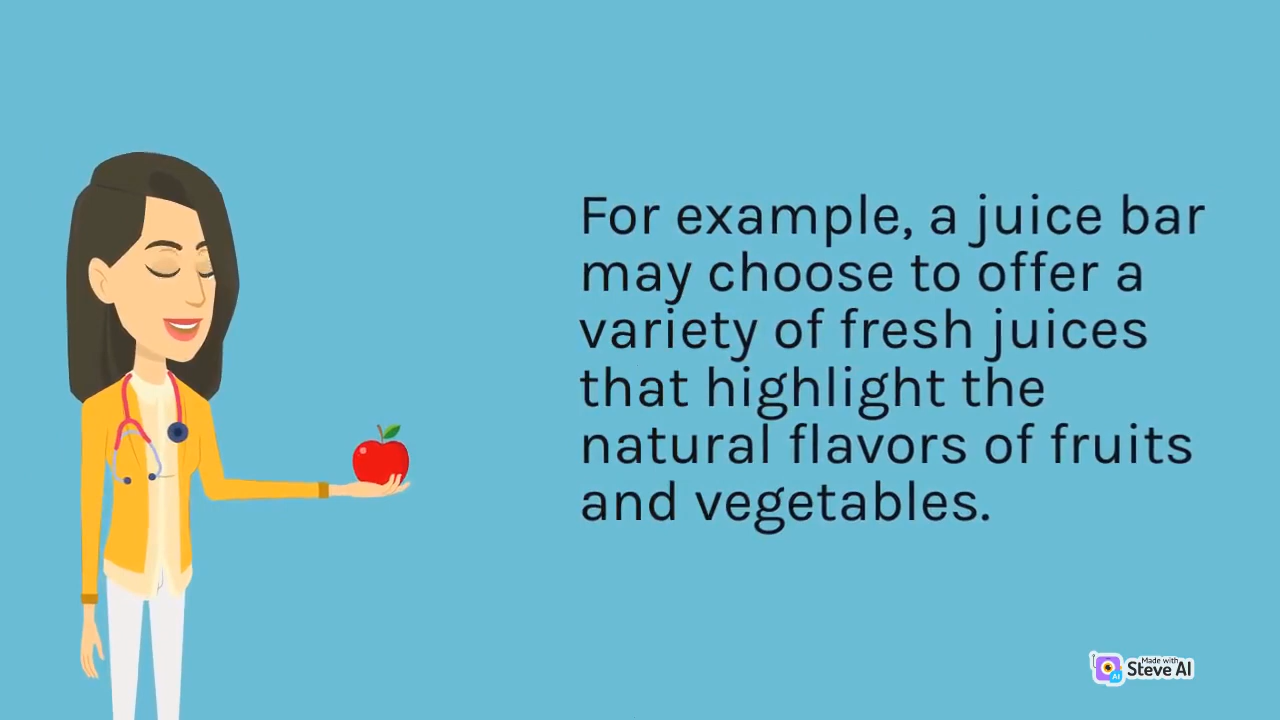 For example, a juice bar
may choose to offer a
variety of fresh juices
that highlight the
natural flavors of fruits
and vegetables.
Made with
Steve AI
AI